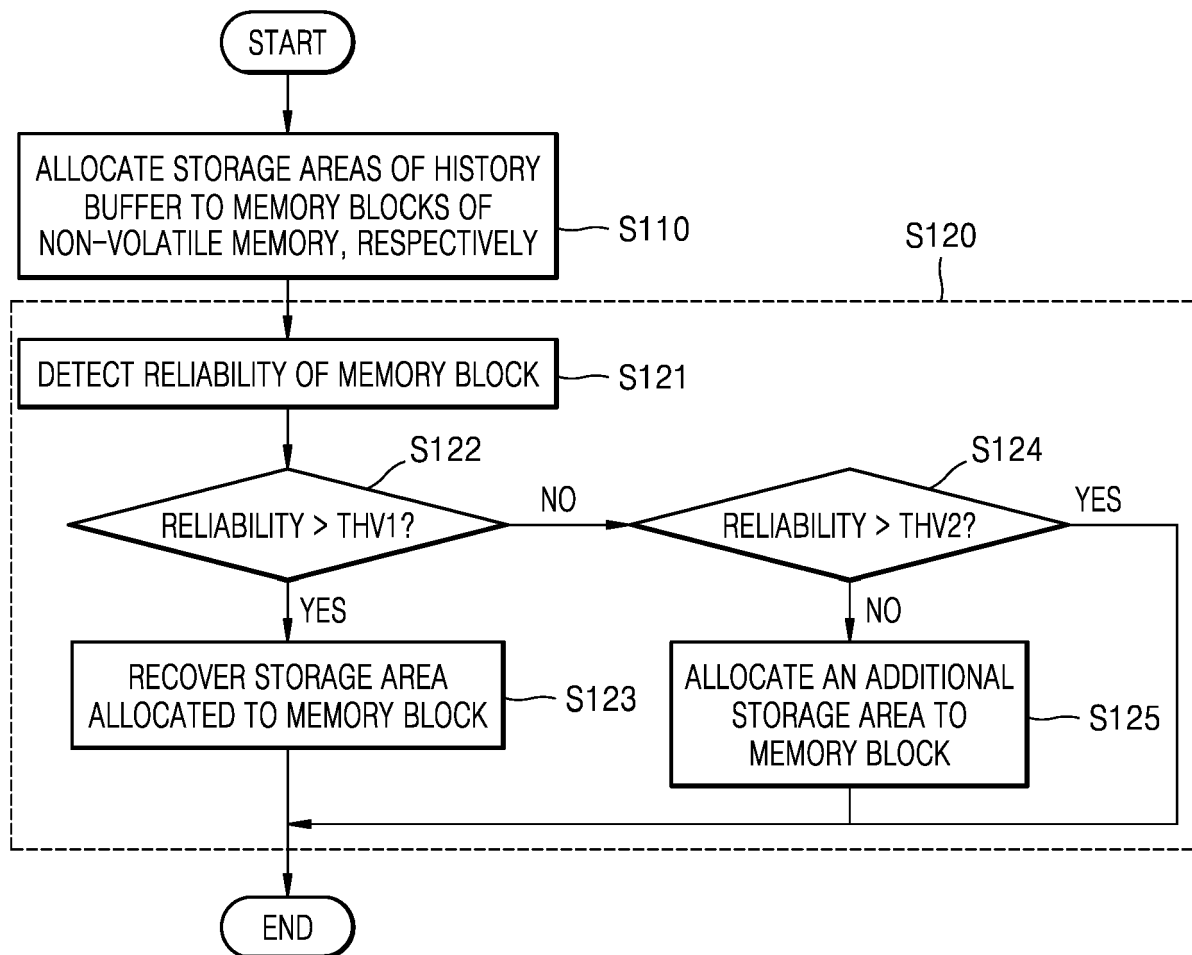 START
ALLOCATE STORAGE AREAS OF HISTORY
BUFFER TO MEMORY BLOCKS OF
NON-VOLATILE MEMORY, RESPECTIVELY
S110
S120
DETECT RELIABILITY OF MEMORY BLOCK
S121
S122
RELIABILITY > THV1?
NO
S124
RELIABILITY > THV2?
YES
YES
NO
RECOVER STORAGE AREA
ALLOCATED TO MEMORY BLOCK
S123
ALLOCATE AN ADDITIONAL
STORAGE AREA TO
MEMORY BLOCK
S125
END